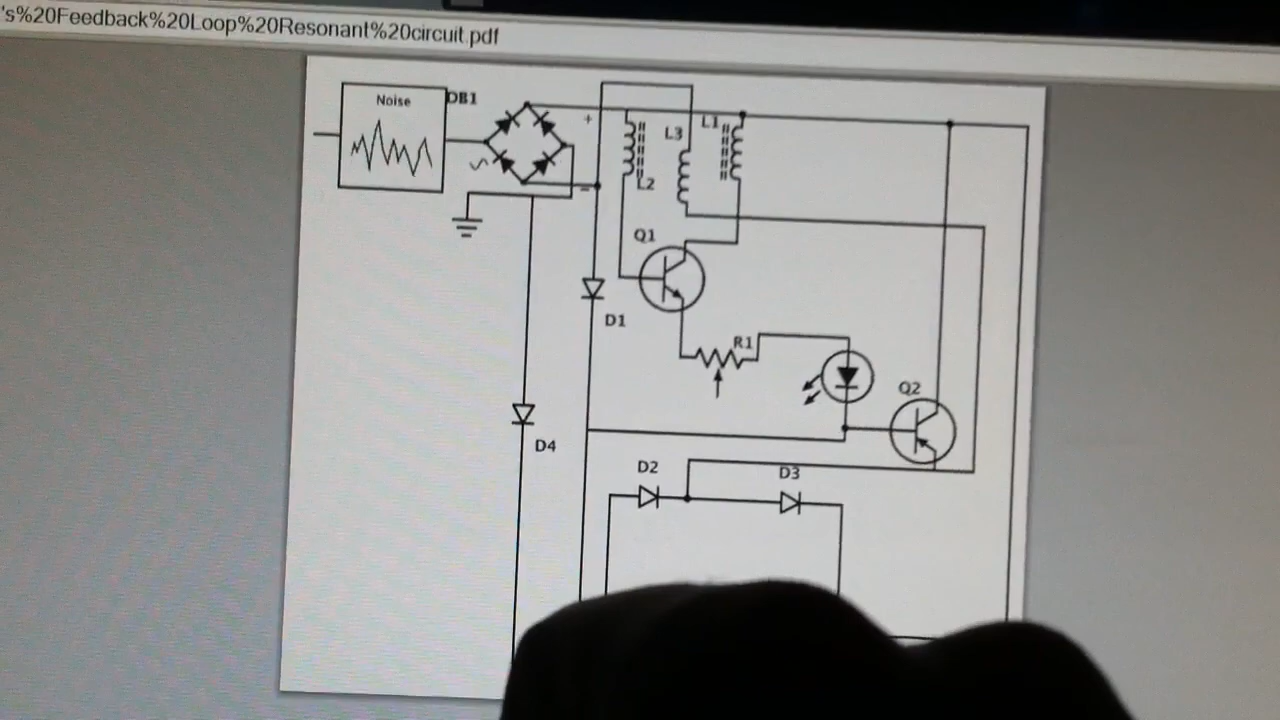 's%20Feedback%20Loop%20Resonant%20circuit.pdf
Noise
DB1
+
L3
L1
L2
-
Q1
D1
R1
Q2
D4
D2
D3